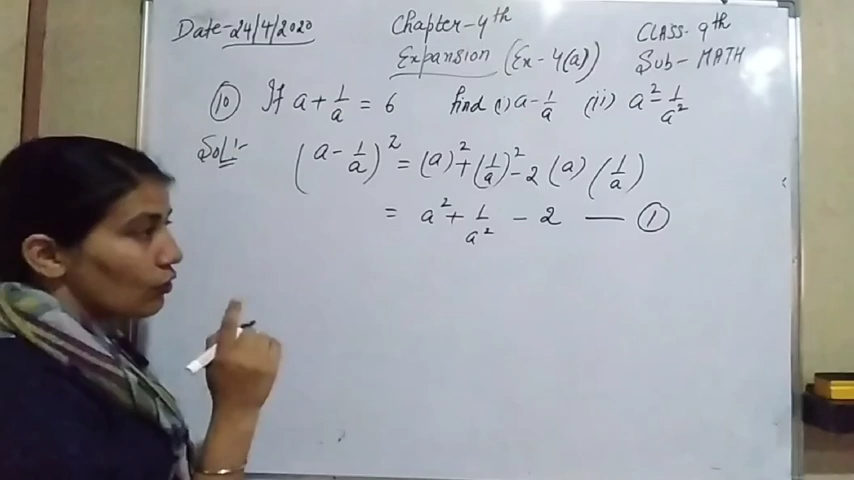 Date-24/4/2020 Chapter-4th CLASS-9th
Expansion (Ex-4(a)) Sub-MATH
(10) If a + 1/a = 6 find (i) a - 1/a (ii) a² - 1/a²
Sol:- (a - 1/a)² = (a)² + (1/a)² - 2 (a) (1/a)
= a² + 1/a² - 2 — (1)